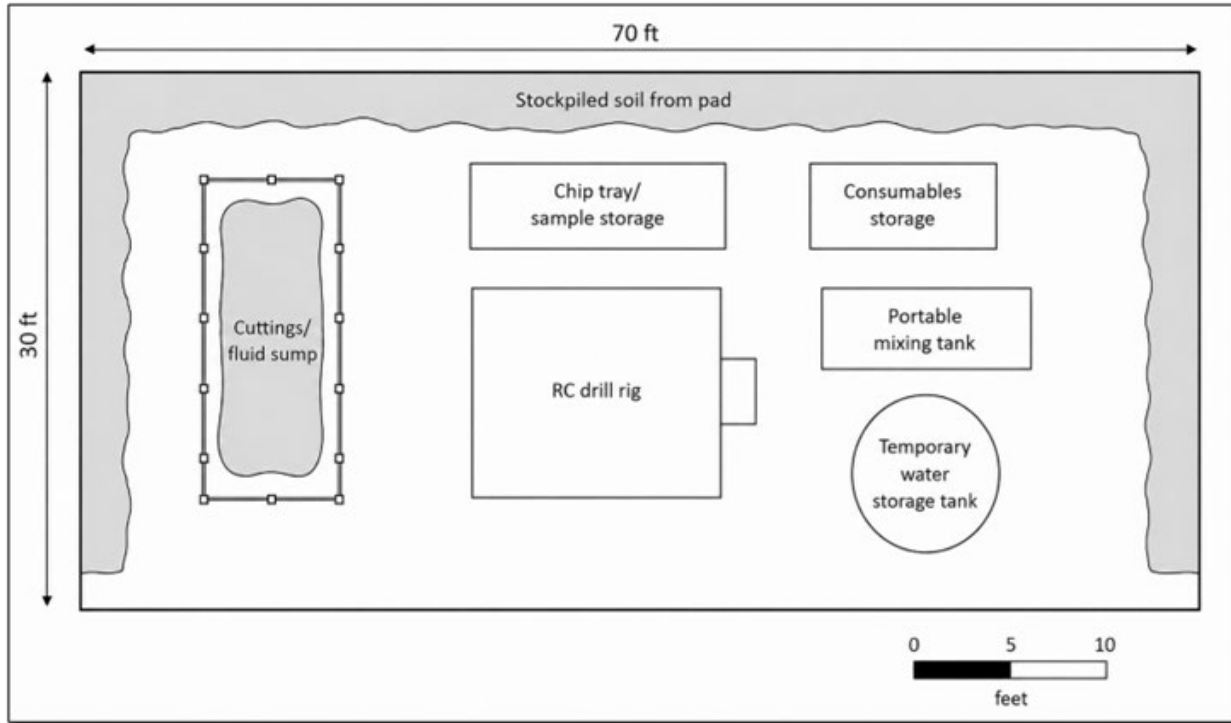 70 ft
Stockpiled soil from pad
Chip tray/
sample storage
Consumables
storage
30 ft
Cuttings/
fluid sump
RC drill rig
Portable
mixing tank
Temporary
water
storage tank
0 5 10
feet